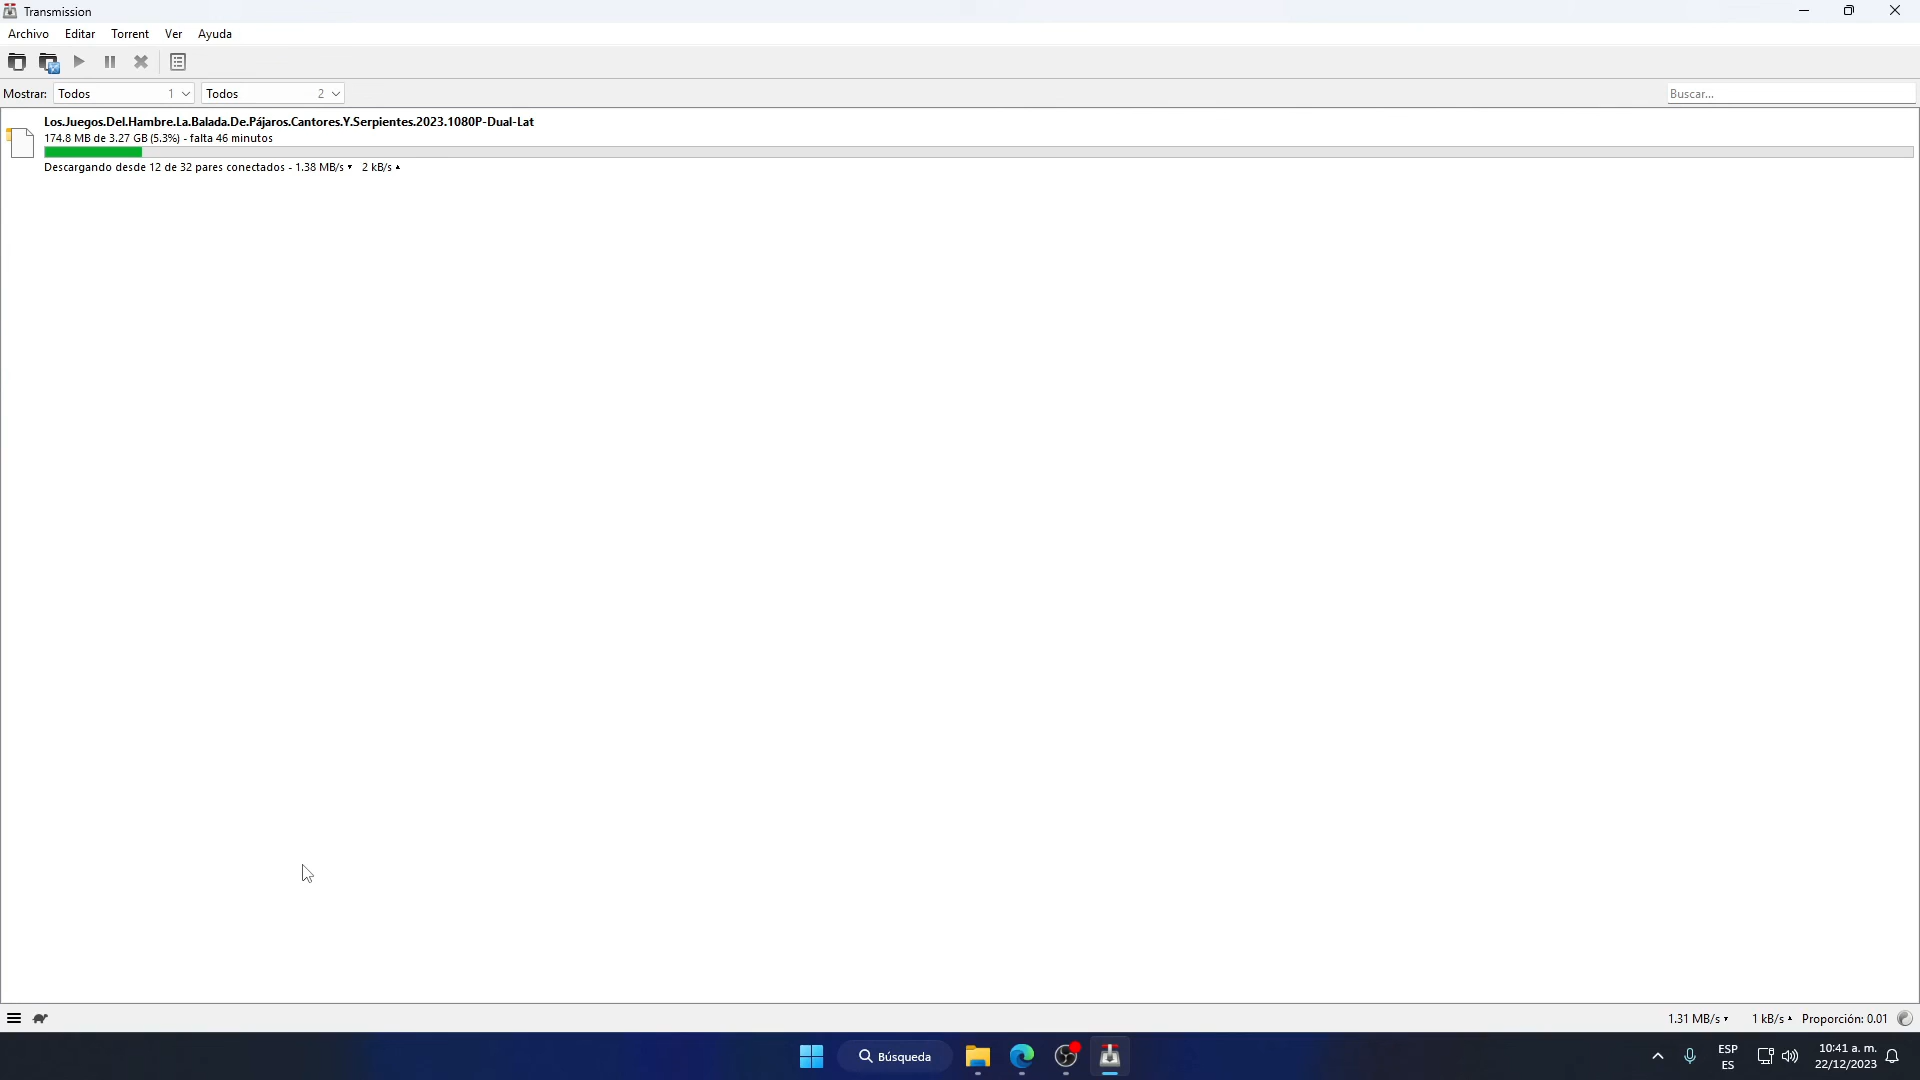 Transmission
Archivo Editar Torrent Ver Ayuda
Mostrar: Todos 1 Todos 2 Buscar...
Los.Juegos.Del.Hambre.La.Balada.De.Pájaros.Cantores.Y.Serpientes.2023.1080P-Dual-Lat
174.8 MB de 3.27 GB (5.3%) - falta 46 minutos
Descargando desde 12 de 32 pares conectados - 1.38 MB/s▼ 2 kB/s▲
1.31 MB/s▼ 1 kB/s▲ Proporción: 0.01
Búsqueda
ESP
ES
10:41 a. m.
22/12/2023